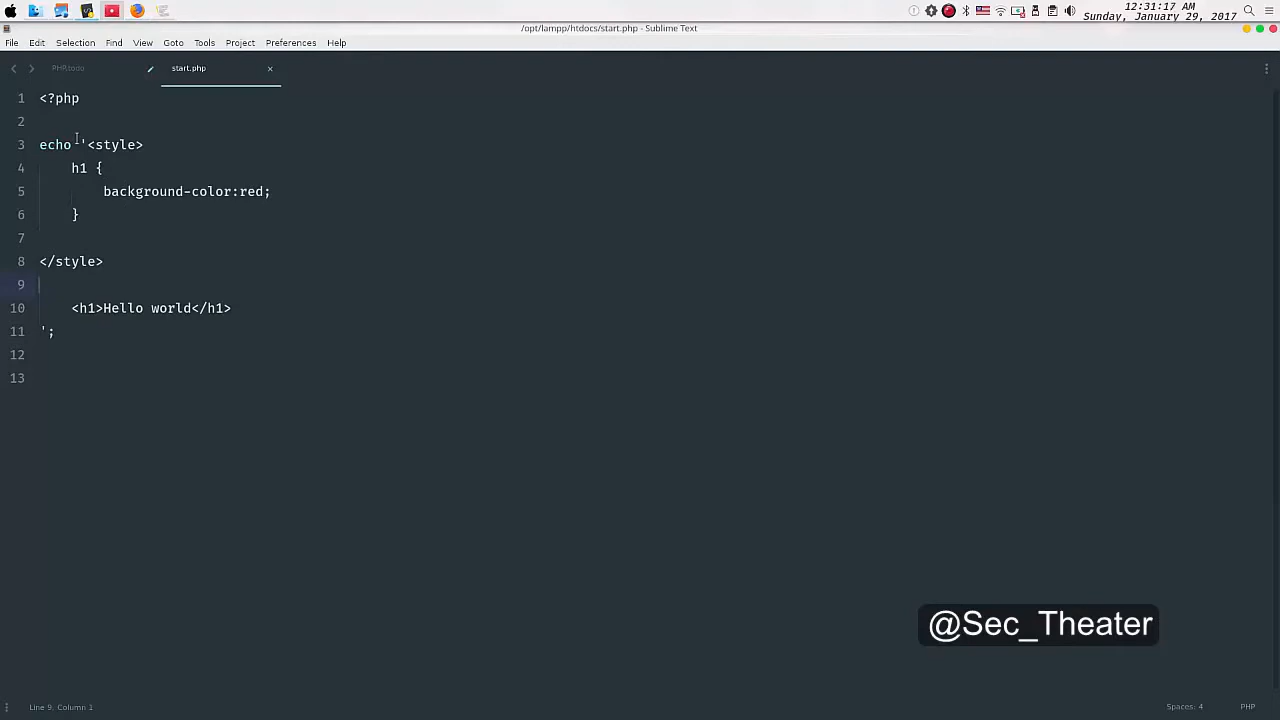 12:31:17 AM
Sunday, January 29, 2017
/opt/lampp/htdocs/start.php - Sublime Text
File Edit Selection Find View Goto Tools Project Preferences Help
PHP.todo start.php
1 <?php
2
3 echo '<style>
4 h1 {
5 background-color:red;
6 }
7
8 </style>
9
10 <h1>Hello world</h1>
11 ';
12
13
@Sec_Theater
Line 9, Column 1 Spaces: 4 PHP